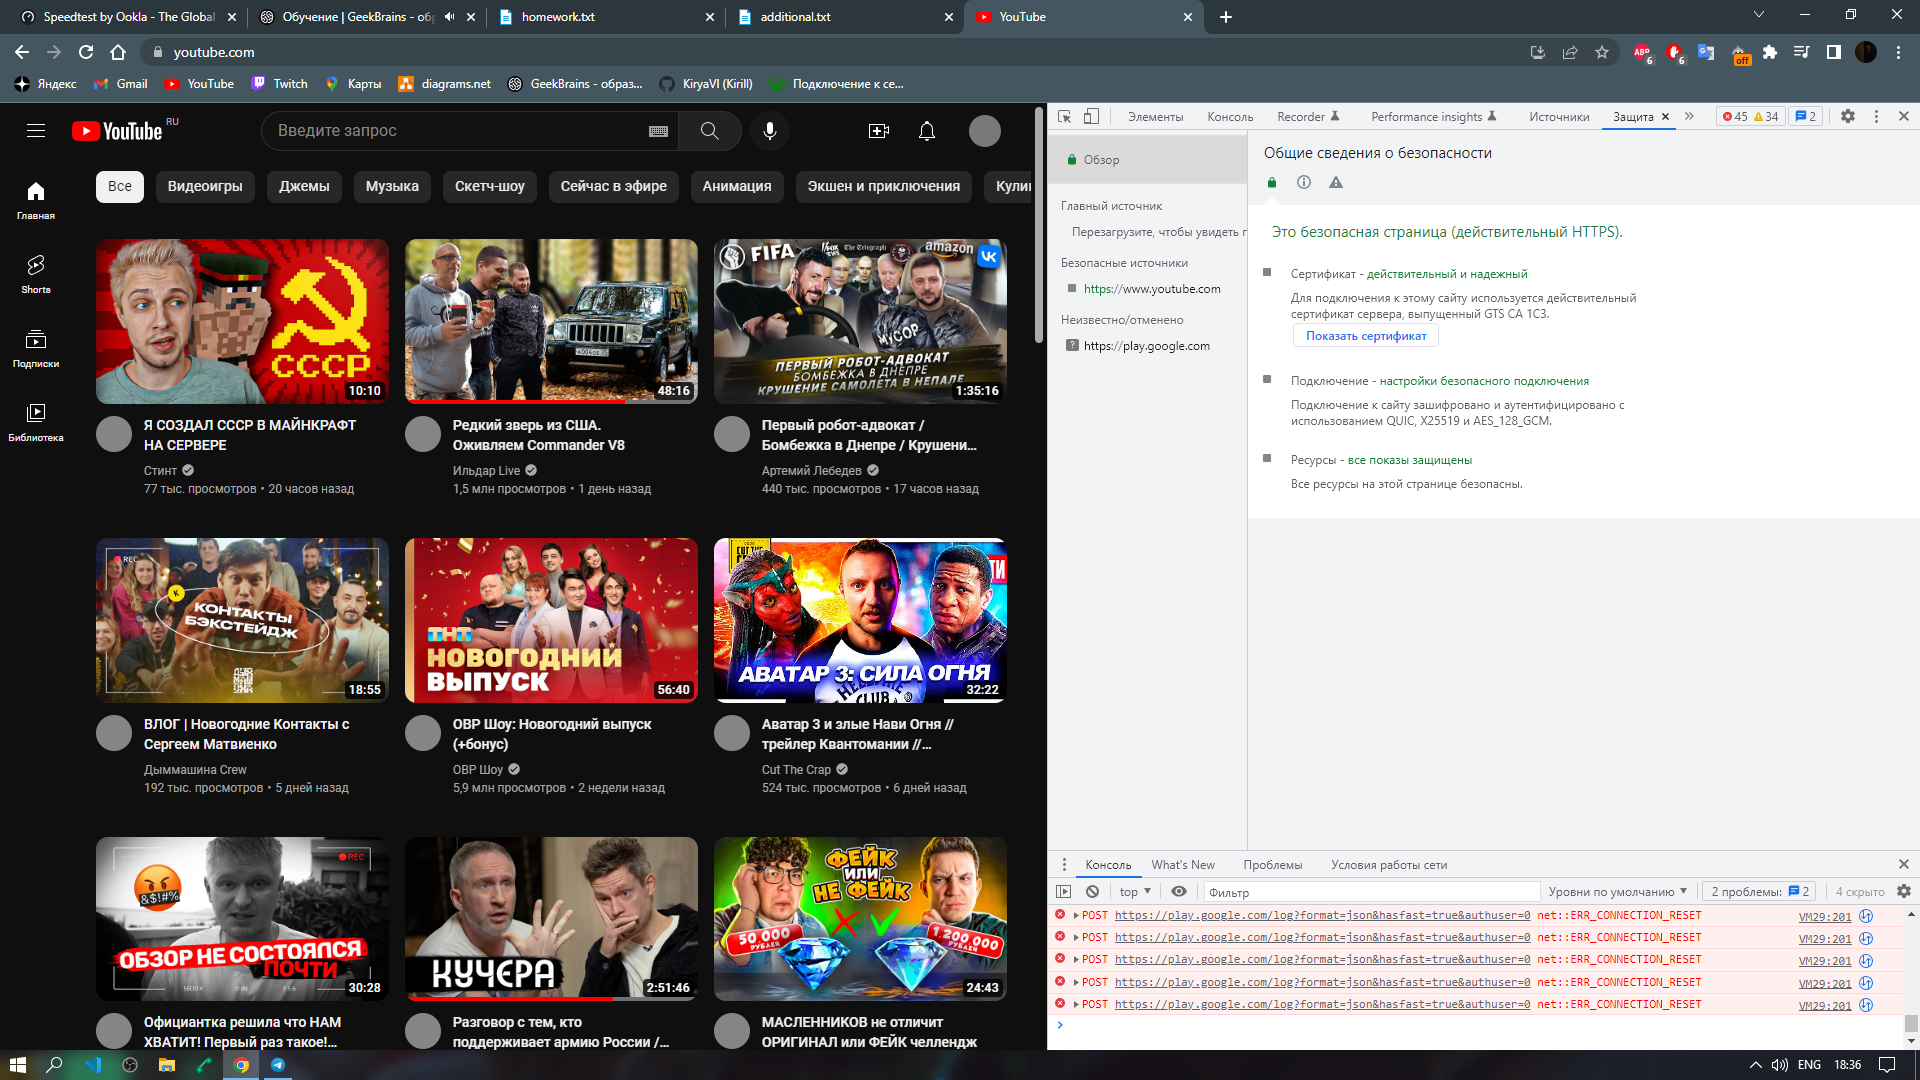 Speedtest by Ookla - The Global
Обучение | GeekBrains - обр
homework.txt
additional.txt
YouTube
youtube.com
6
6
off
Яндекс
Gmail
YouTube
Twitch
Карты
diagrams.net
GeekBrains - образ...
KiryaVI (Kirill)
Подключение к се...
YouTube
RU
Введите запрос
Главная
Shorts
Подписки
Библиотека
Все
Видеоигры
Джемы
Музыка
Скетч-шоу
Сейчас в эфире
Анимация
Экшен и приключения
Кули
СССР
10:10
Я СОЗДАЛ СССР В МАЙНКРАФТ
НА СЕРВЕРЕ
Стинт
77 тыс. просмотров • 20 часов назад
48:16
Редкий зверь из США.
Оживляем Commander V8
Ильдар Live
1,5 млн просмотров • 1 день назад
FIFA
The Telegraph
amazon
МУСОР
ПЕРВЫЙ РОБОТ-АДВОКАТ
БОМБЕЖКА В ДНЕПРЕ
КРУШЕНИЕ САМОЛЕТА В НЕПАЛЕ
1:35:16
Первый робот-адвокат /
Бомбежка в Днепре / Крушени...
Артемий Лебедев
440 тыс. просмотров • 17 часов назад
REC
КОНТАКТЫ
БЭКСТЕЙДЖ
18:55
ВЛОГ | Новогодние Контакты с
Сергеем Матвиенко
Дыммашина Crew
192 тыс. просмотров • 5 дней назад
ТНТ
НОВОГОДНИЙ
ВЫПУСК
56:40
ОВР Шоу: Новогодний выпуск
(+бонус)
ОВР Шоу
5,9 млн просмотров • 2 недели назад
АВАТАР 3: СИЛА ОГНЯ
CLUB
32:22
Аватар 3 и злые Нави Огня //
трейлер Квантомании //...
Cut The Crap
524 тыс. просмотров • 6 дней назад
REC
&$!#%
ОБЗОР НЕ СОСТОЯЛСЯ
ПОЧТИ
30:28
Официантка решила что НАМ
ХВАТИТ! Первый раз такое!...
КУЧЕРА
2:51:46
Разговор с тем, кто
поддерживает армию России /...
ФЕЙК
ИЛИ
НЕ ФЕЙК
50,000
РУБЛЕЙ
1,200,000
РУБЛЕЙ
24:43
МАСЛЕННИКОВ не отличит
ОРИГИНАЛ или ФЕЙК челлендж
Элементы
Консоль
Recorder
Performance insights
Источники
Защита
45
34
2
Обзор
Главный источник
Перезагрузите, чтобы увидеть г
Безопасные источники
https://www.youtube.com
Неизвестно/отменено
https://play.google.com
Общие сведения о безопасности
Это безопасная страница (действительный HTTPS).
Сертификат - действительный и надежный
Для подключения к этому сайту используется действительный
сертификат сервера, выпущенный GTS CA 1C3.
Показать сертификат
Подключение - настройки безопасного подключения
Подключение к сайту зашифровано и аутентифицировано с
использованием QUIC, X25519 и AES_128_GCM.
Ресурсы - все показы защищены
Все ресурсы на этой странице безопасны.
Консоль
What's New
Проблемы
Условия работы сети
top
Фильтр
Уровни по умолчанию
2 проблемы:
2
4 скрыто
POST https://play.google.com/log?format=json&hasfast=true&authuser=0 net::ERR_CONNECTION_RESET VM29:201
POST https://play.google.com/log?format=json&hasfast=true&authuser=0 net::ERR_CONNECTION_RESET VM29:201
POST https://play.google.com/log?format=json&hasfast=true&authuser=0 net::ERR_CONNECTION_RESET VM29:201
POST https://play.google.com/log?format=json&hasfast=true&authuser=0 net::ERR_CONNECTION_RESET VM29:201
POST https://play.google.com/log?format=json&hasfast=true&authuser=0 net::ERR_CONNECTION_RESET VM29:201
ENG
18:36